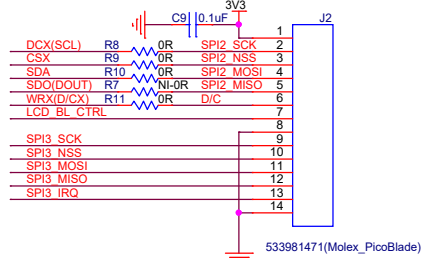 3V3
C9 0.1uF J2
1
DCX(SCL) R8 0R SPI2_SCK 2
CSX R9 0R SPI2_NSS 3
SDA R10 0R SPI2_MOSI 4
SDO(DOUT) R7 NI-0R SPI2_MISO 5
WRX(D/CX) R11 0R D/C 6
LCD_BL_CTRL 7
8
SPI3_SCK 9
SPI3_NSS 10
SPI3_MOSI 11
SPI3_MISO 12
SPI3_IRQ 13
14
533981471(Molex_PicoBlade)